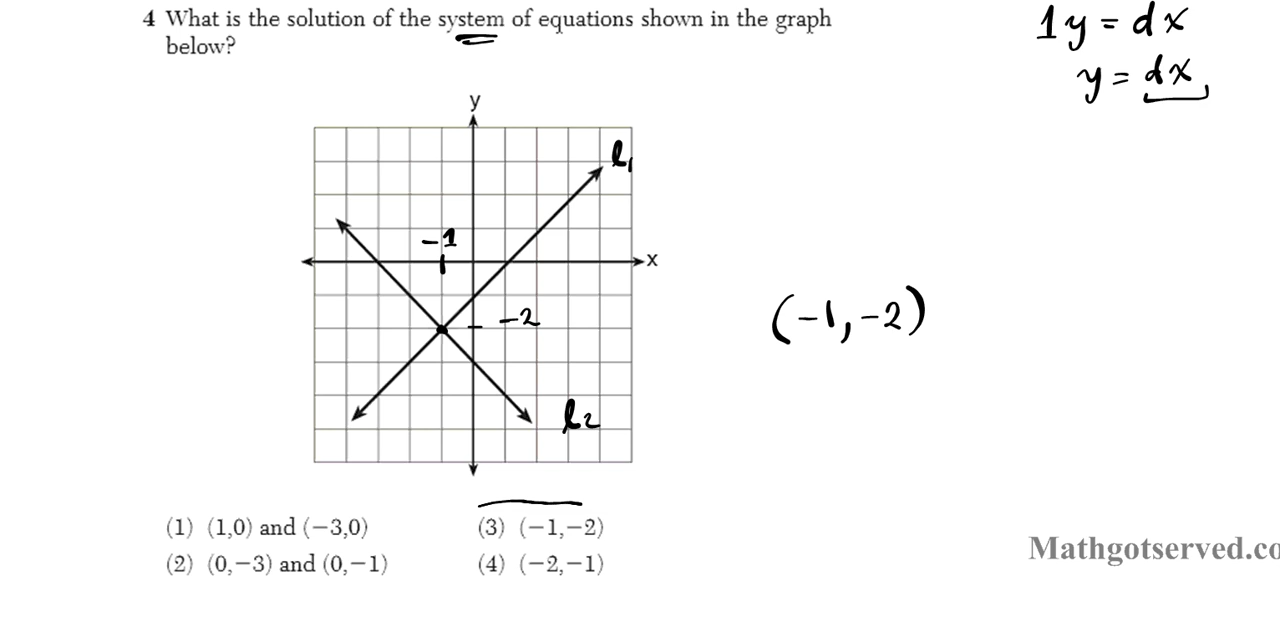 4 What is the solution of the system of equations shown in the graph
below?
1y = dx
y = dx
y
l1
-1
x
-2
(-1,-2)
l2
(1) (1,0) and (−3,0)
(3) (−1,−2)
(2) (0,−3) and (0,−1)
(4) (−2,−1)
Mathgotserved.co